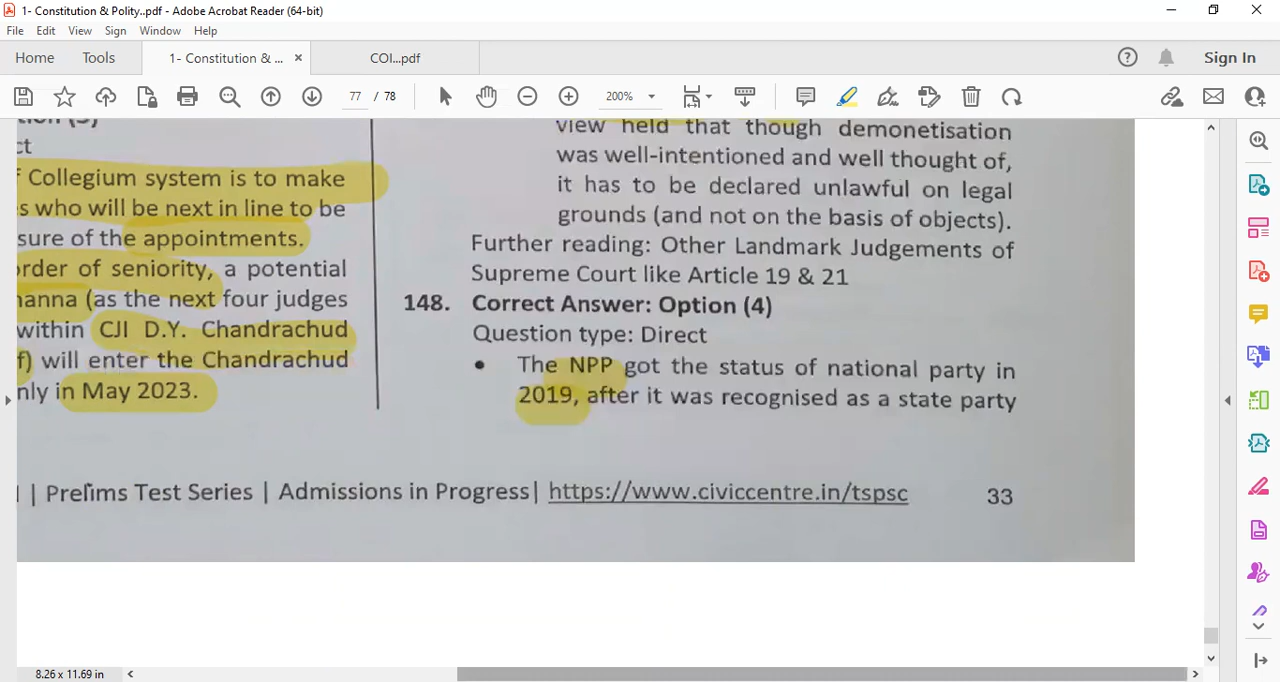 1- Constitution & Polity..pdf - Adobe Acrobat Reader (64-bit)
File Edit View Sign Window Help
Home Tools 1- Constitution & ... × COI...pdf Sign In
77 / 78 200%
ct
Collegium system is to make
s who will be next in line to be
sure of the appointments.
order of seniority, a potential
nanna (as the next four judges
within CJI D.Y. Chandrachud
f) will enter the Chandrachud
nly in May 2023.
view held that though demonetisation
was well-intentioned and well thought of,
it has to be declared unlawful on legal
grounds (and not on the basis of objects).
Further reading: Other Landmark Judgements of
Supreme Court like Article 19 & 21
148. Correct Answer: Option (4)
Question type: Direct
• The NPP got the status of national party in
2019, after it was recognised as a state party
| Prelims Test Series | Admissions in Progress| https://www.civiccentre.in/tspsc 33
8.26 x 11.69 in